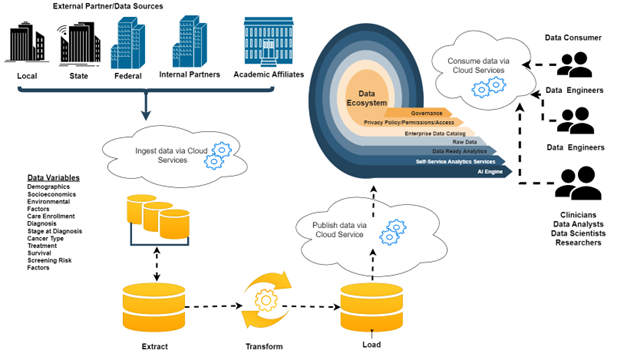 External Partner/Data Sources
Local
State
Federal
Internal Partners
Academic Affiliates
Ingest data via Cloud
Services
Data Variables
Demographics
Socioeconomics
Environmental
Factors
Care Enrollment
Diagnosis
Stage at Diagnosis
Cancer Type
Treatment
Survival
Screening Risk
Factors
Extract
Transform
Load
Publish data via
Cloud Service
Data
Ecosystem
Governance
Privacy Policy/Permissions/Access
Enterprise Data Catalog
Raw Data
Data Ready Analytics
Self-Service Analytics Services
AI Engine
Consume data via
Cloud Services
Data Consumer
Data Engineers
Data Engineers
Clinicians
Data Analysts
Data Scientists
Researchers